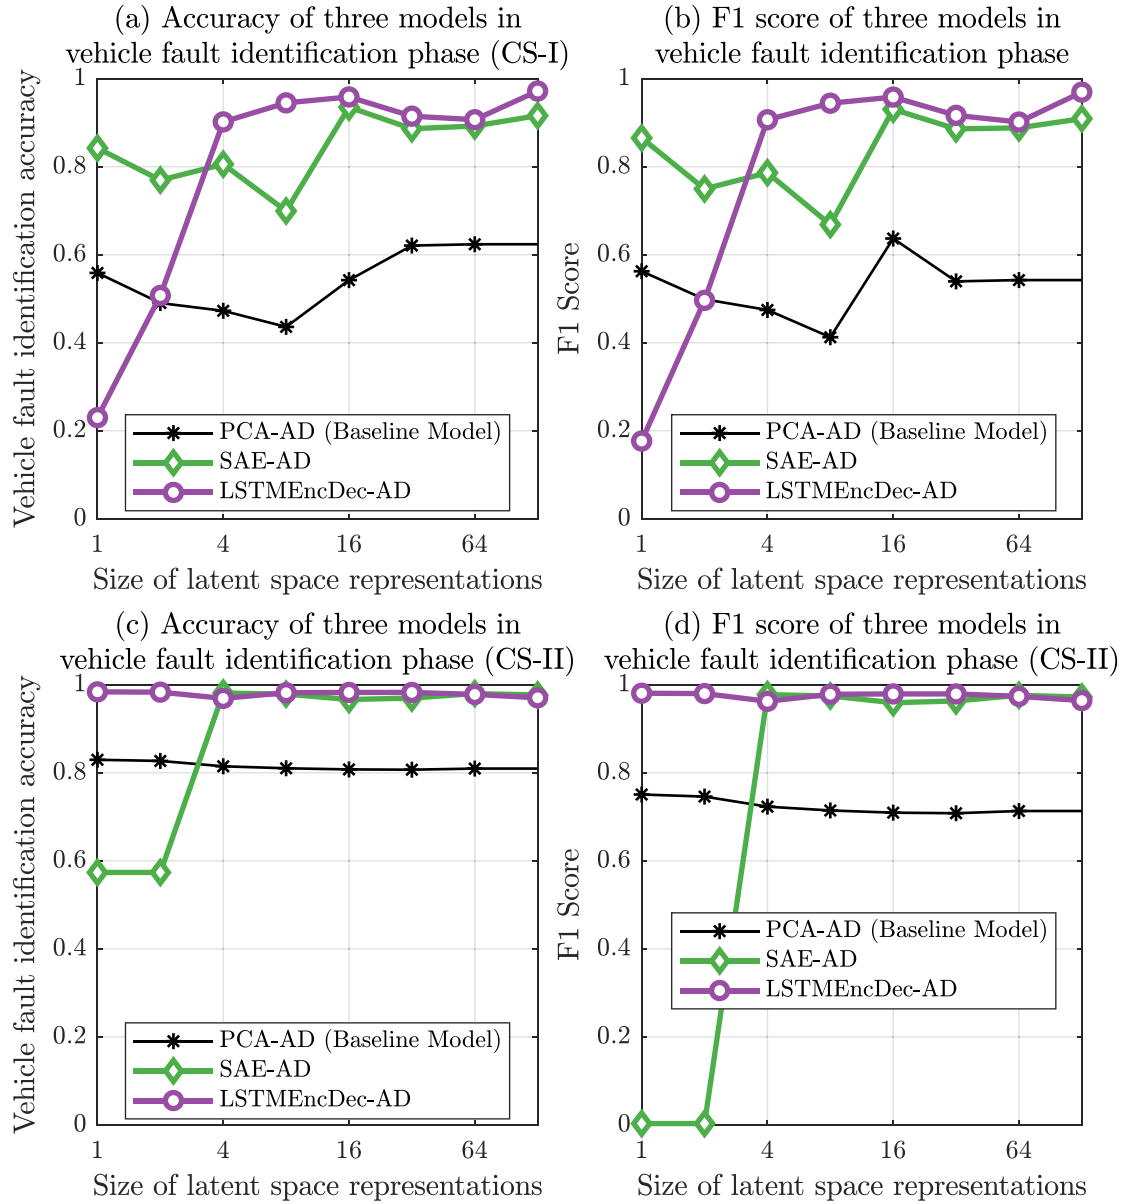 (a) Accuracy of three models in
vehicle fault identification phase (CS-I)
Vehicle fault identification accuracy
1
0.8
0.6
0.4
0.2
0
PCA-AD (Baseline Model)
SAE-AD
LSTMEncDec-AD
1 4 16 64
Size of latent space representations
(b) F1 score of three models in
vehicle fault identification phase
F1 Score
1
0.8
0.6
0.4
0.2
0
PCA-AD (Baseline Model)
SAE-AD
LSTMEncDec-AD
1 4 16 64
Size of latent space representations
(c) Accuracy of three models in
vehicle fault identification phase (CS-II)
Vehicle fault identification accuracy
1
0.8
0.6
0.4
0.2
0
PCA-AD (Baseline Model)
SAE-AD
LSTMEncDec-AD
1 4 16 64
Size of latent space representations
(d) F1 score of three models in
vehicle fault identification phase (CS-II)
F1 Score
1
0.8
0.6
0.4
0.2
0
PCA-AD (Baseline Model)
SAE-AD
LSTMEncDec-AD
1 4 16 64
Size of latent space representations